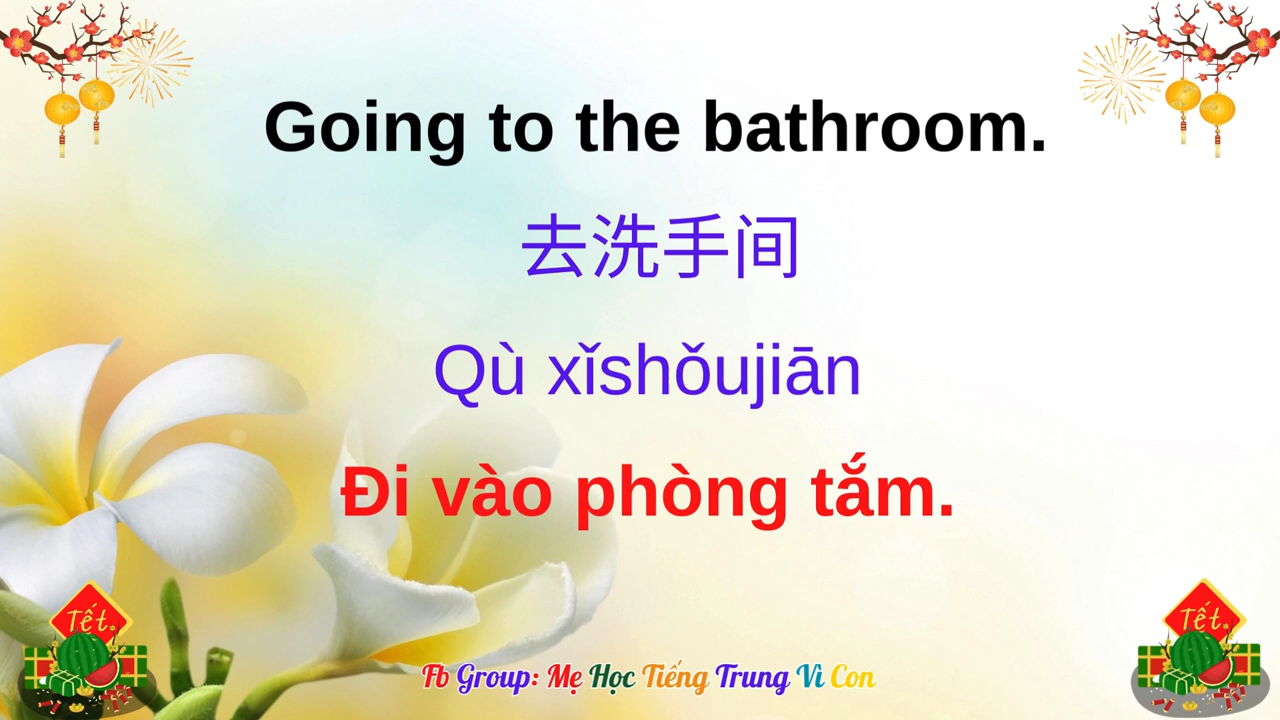 Going to the bathroom.
去洗手间
Qù xǐshǒujiān
Đi vào phòng tắm.
Tết
Tết
Fb Group: Mẹ Học Tiếng Trung Vì Con